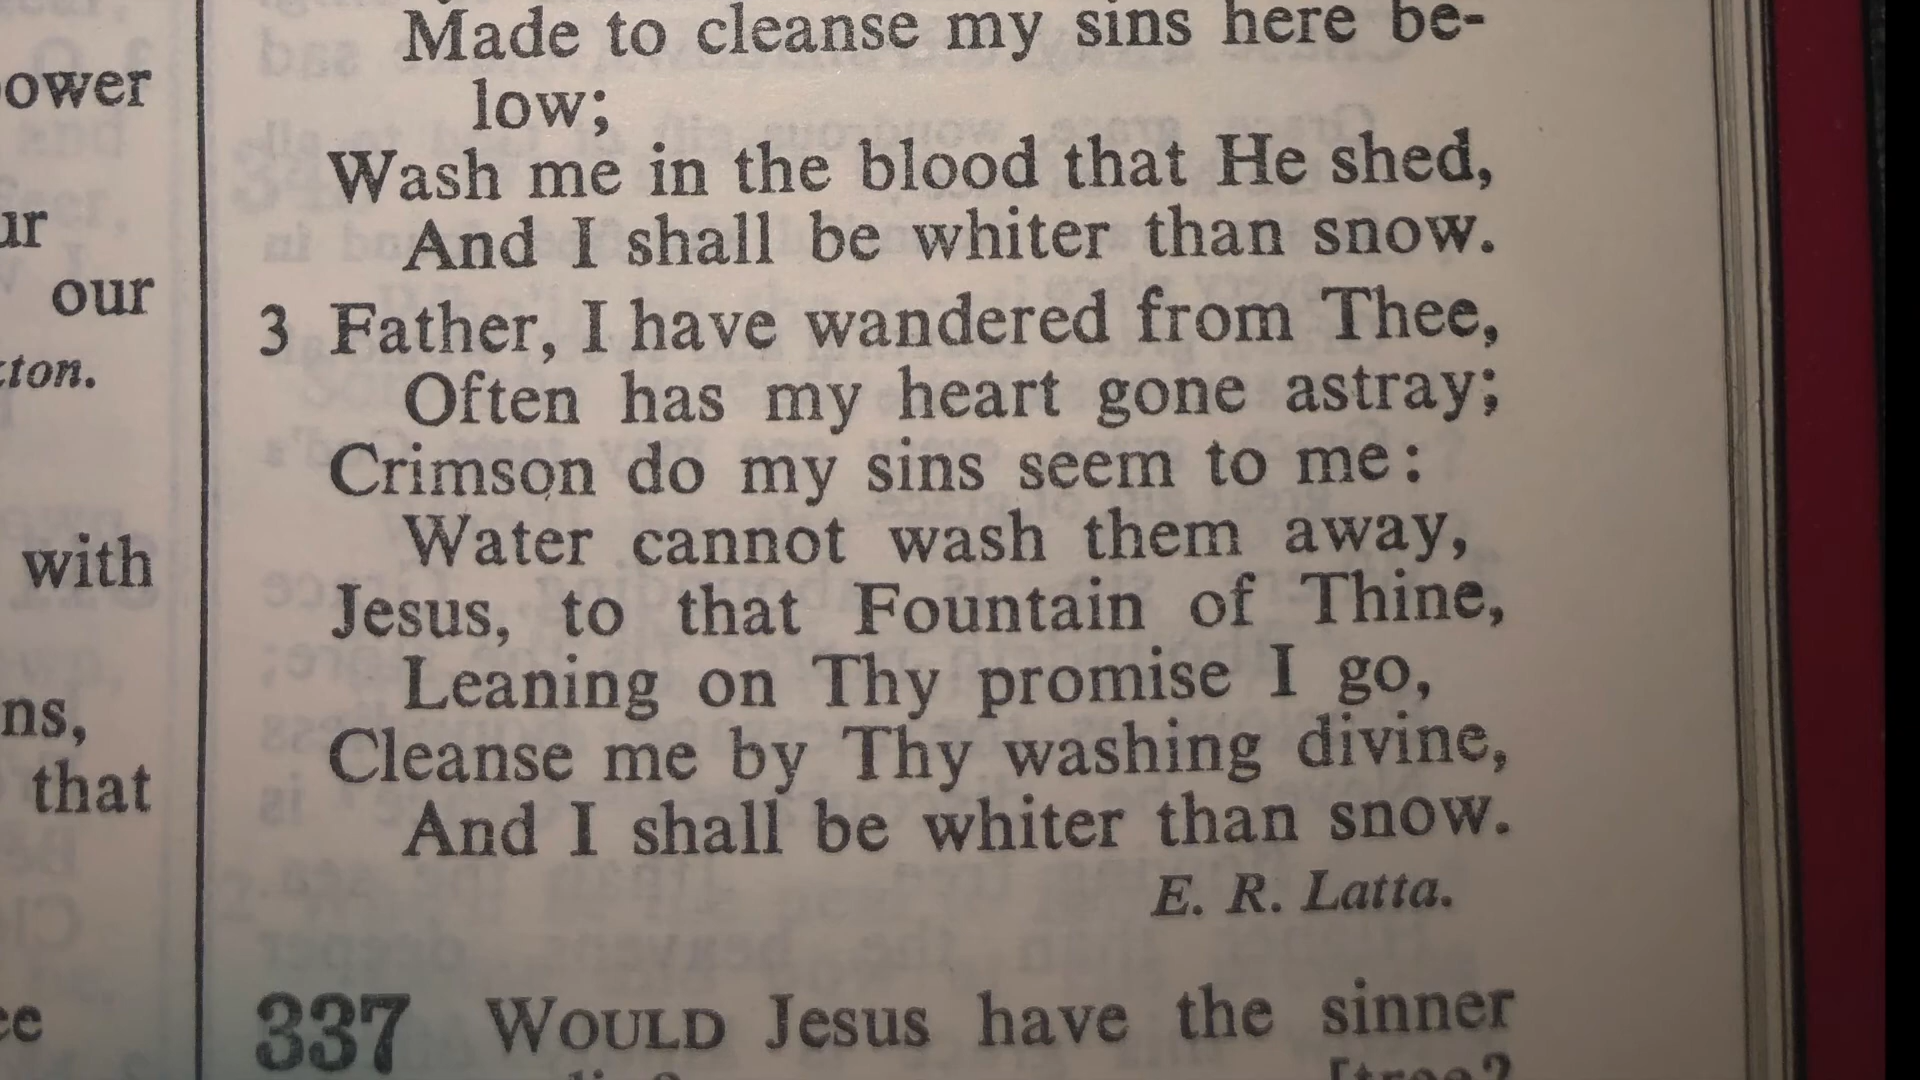 ower
ur
our
ton.
with
ns,
that
Made to cleanse my sins here be-
low;
Wash me in the blood that He shed,
And I shall be whiter than snow.
3 Father, I have wandered from Thee,
Often has my heart gone astray;
Crimson do my sins seem to me:
Water cannot wash them away,
Jesus, to that Fountain of Thine,
Leaning on Thy promise I go,
Cleanse me by Thy washing divine,
And I shall be whiter than snow.
E. R. Latta.
337 WOULD Jesus have the sinner
[tree?